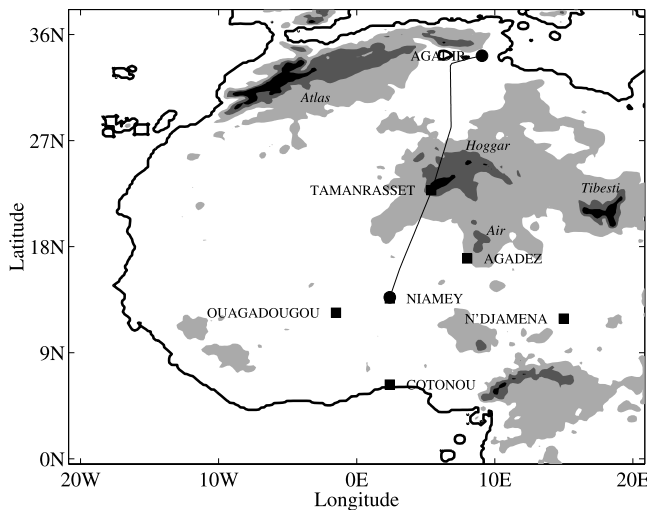 36N
AGADIR
Atlas
27N
Hoggar
TAMANRASSET
Tibesti
Latitude
Air
18N
AGADEZ
NIAMEY
OUAGADOUGOU
N'DJAMENA
9N
COTONOU
0N
20W
10W
0E
10E
20E
Longitude